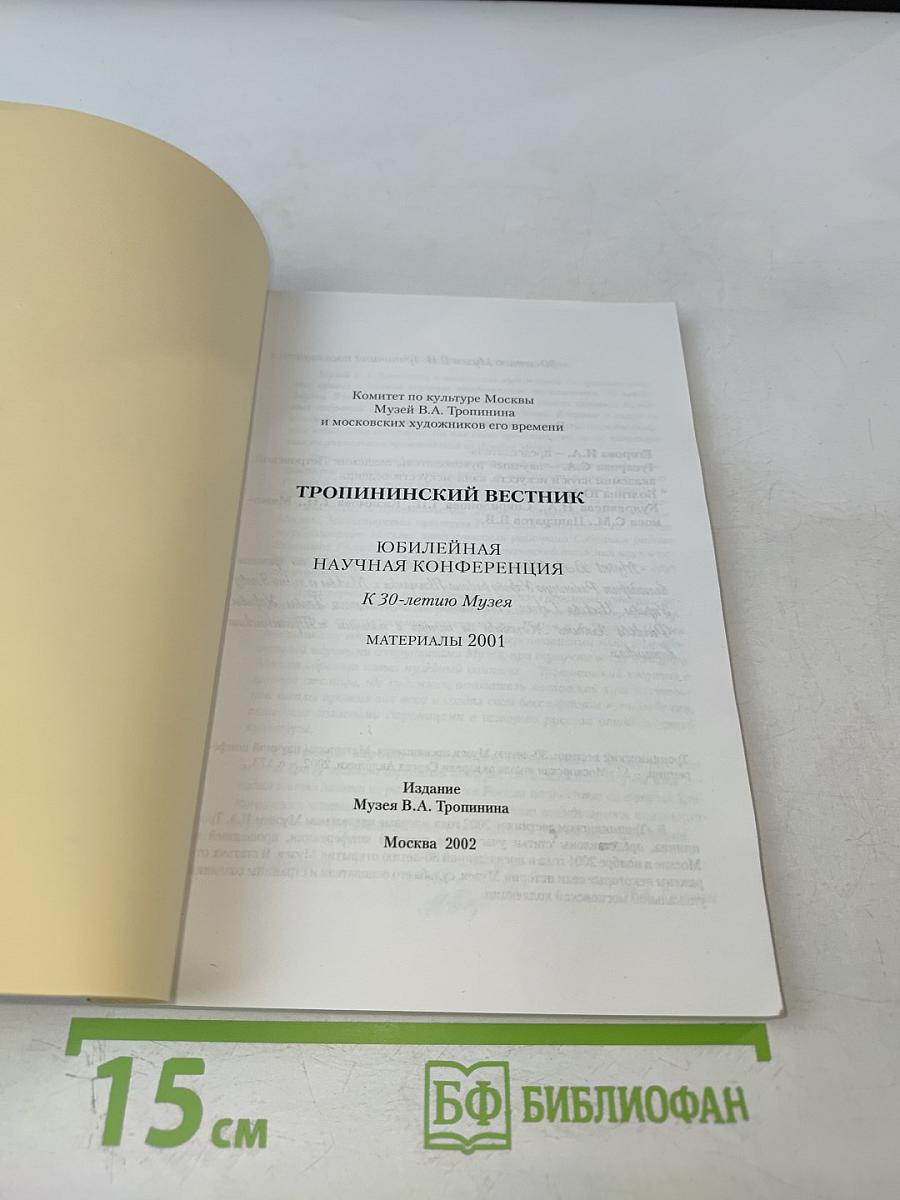 Комитет по культуре Москвы
Музей В.А. Тропинина
и московских художников его времени
ТРОПИНИНСКИЙ ВЕСТНИК
ЮБИЛЕЙНАЯ
НАУЧНАЯ КОНФЕРЕНЦИЯ
К 30-летию Музея
МАТЕРИАЛЫ 2001
Издание
Музея В.А. Тропинина
Москва 2002
15 см
БФ БИБЛИОФАН